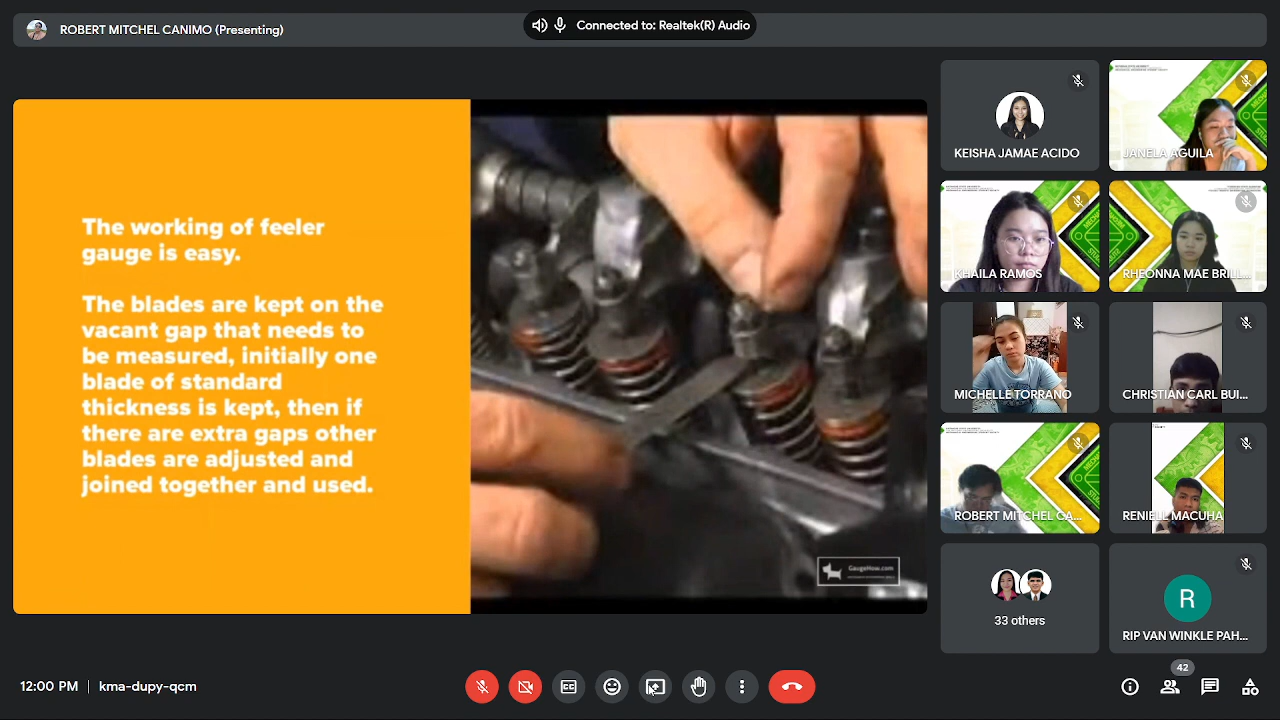 ROBERT MITCHEL CANIMO (Presenting)
Connected to: Realtek(R) Audio
The working of feeler
gauge is easy.
The blades are kept on the
vacant gap that needs to
be measured, initially one
blade of standard
thickness is kept, then if
there are extra gaps other
blades are adjusted and
joined together and used.
GaugeHow.com
KEISHA JAMAE ACIDO
JANELA AGUILA
KHAILA RAMOS
RHEONNA MAE BRILL...
MICHELLE TORRANO
CHRISTIAN CARL BUI...
ROBERT MITCHEL CA...
RENIELL MACUHA
33 others
R
RIP VAN WINKLE PAH...
12:00 PM | kma-dupy-qcm
42